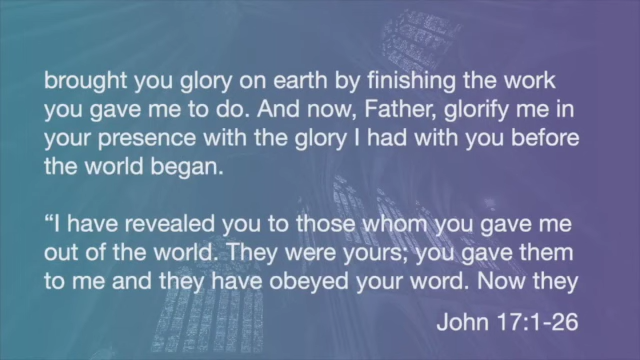 brought you glory on earth by finishing the work
you gave me to do. And now, Father, glorify me in
your presence with the glory I had with you before
the world began.
“I have revealed you to those whom you gave me
out of the world. They were yours; you gave them
to me and they have obeyed your word. Now they
John 17:1-26